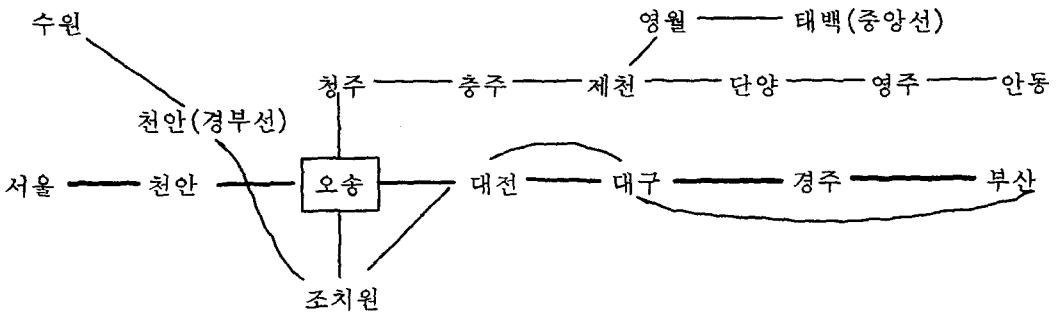 수원
영월 태백(중앙선)
청주 충주 제천 단양 영주 안동
천안(경부선)
서울 천안 오송 대전 대구 경주 부산
조치원